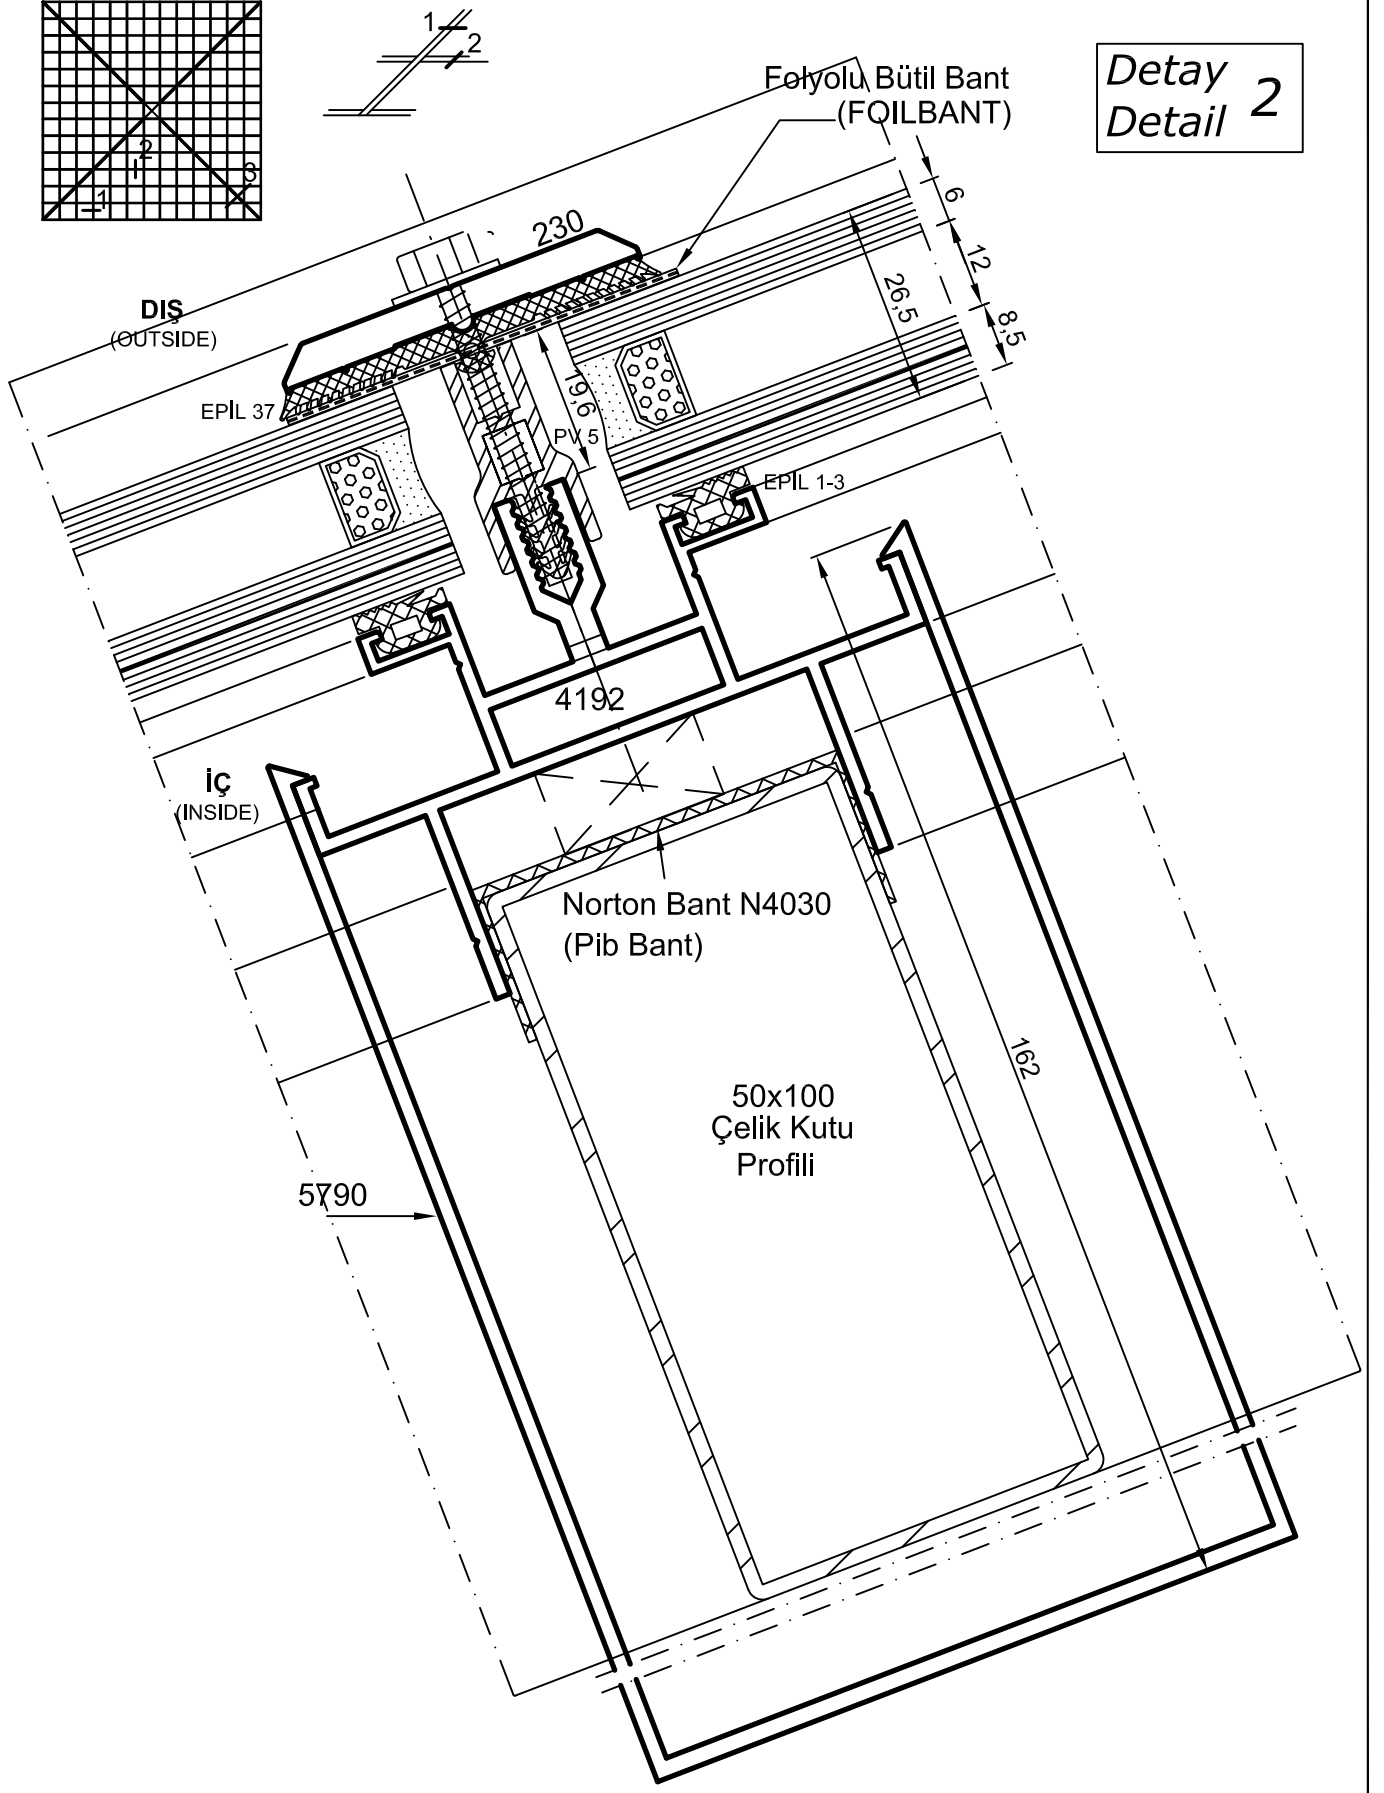 1
2
Detay
Detail 2
Folyolu Bütil Bant
(FOILBANT)
2
3
1
6
230
12
26,5
DIŞ
(OUTSIDE)
8,5
19,6
EPİL 37
PV 5
EPİL 1-3
4192
İÇ
(INSIDE)
Norton Bant N4030
(Pib Bant)
162
50x100
Çelik Kutu
Profili
5790